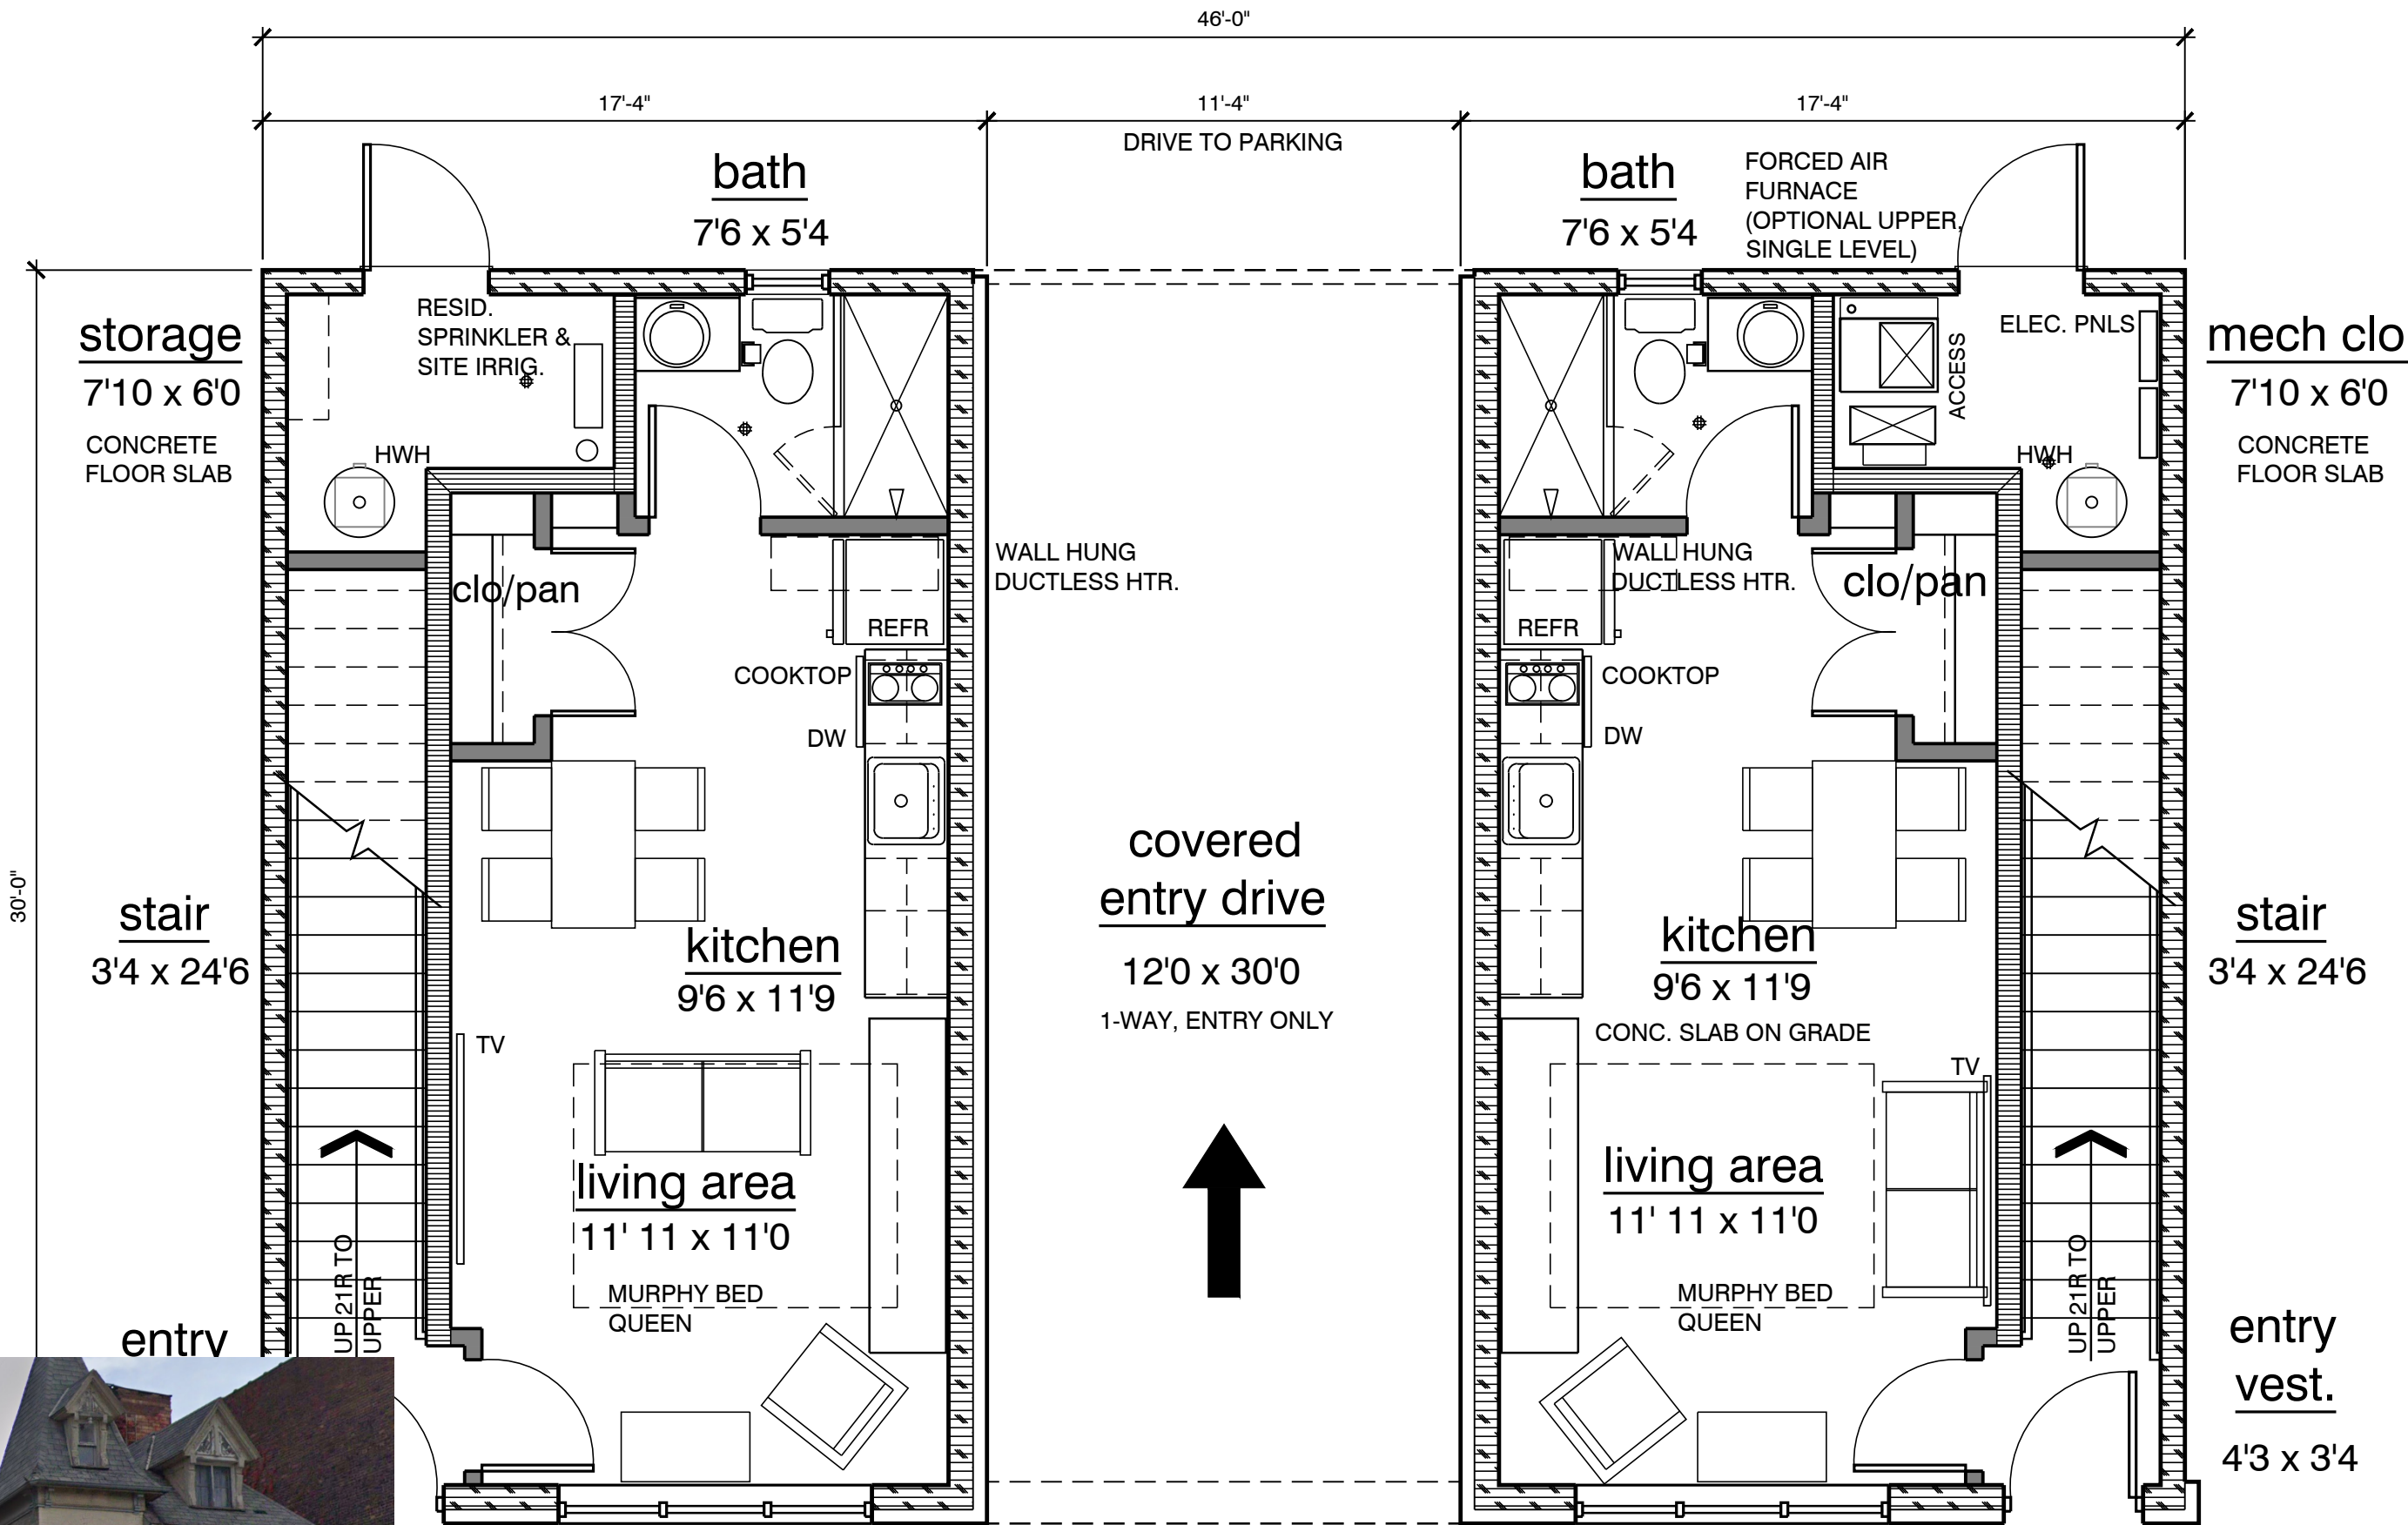 46'-0"
17'-4"
11'-4"
17'-4"
DRIVE TO PARKING
bath
7'6 x 5'4
bath
7'6 x 5'4
FORCED AIR
FURNACE
(OPTIONAL UPPER,
SINGLE LEVEL)
storage
7'10 x 6'0
CONCRETE
FLOOR SLAB
RESID.
SPRINKLER &
SITE IRRIG.
HWH
ACCESS
ELEC. PNLS
HWH
mech clo
7'10 x 6'0
CONCRETE
FLOOR SLAB
clo/pan
REFR
WALL HUNG
DUCTLESS HTR.
REFR
WALL HUNG
DUCTLESS HTR.
clo/pan
COOKTOP
DW
COOKTOP
DW
30'-0"
stair
3'4 x 24'6
kitchen
9'6 x 11'9
covered
entry drive
12'0 x 30'0
1-WAY, ENTRY ONLY
kitchen
9'6 x 11'9
CONC. SLAB ON GRADE
stair
3'4 x 24'6
TV
TV
living area
11' 11 x 11'0
MURPHY BED
QUEEN
living area
11' 11 x 11'0
MURPHY BED
QUEEN
UP 21R TO
UPPER
UP 21R TO
UPPER
entry
entry
vest.
4'3 x 3'4